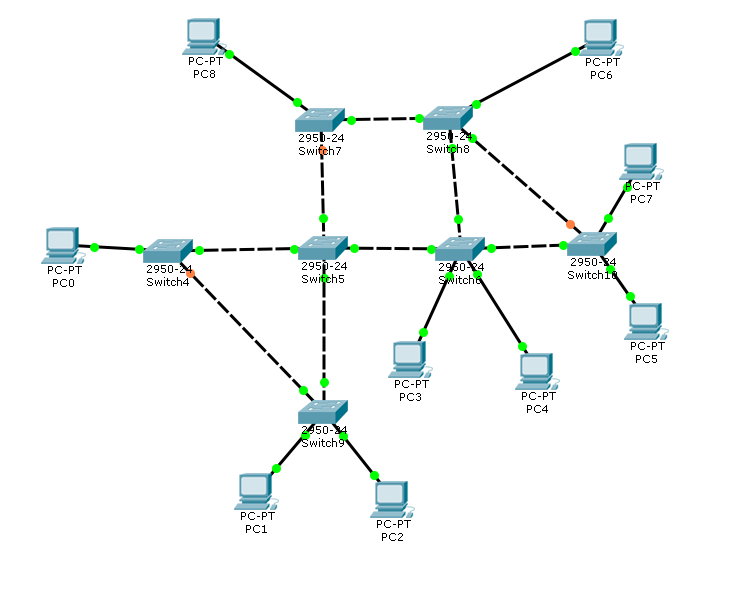 PC-PT
PC8
PC-PT
PC6
2950-24
Switch7
2950-24
Switch8
PC-PT
PC7
PC-PT
PC0
2950-24
Switch4
2950-24
Switch5
2950-24
Switch6
2950-24
Switch10
PC-PT
PC5
PC-PT
PC3
PC-PT
PC4
2950-24
Switch9
PC-PT
PC1
PC-PT
PC2